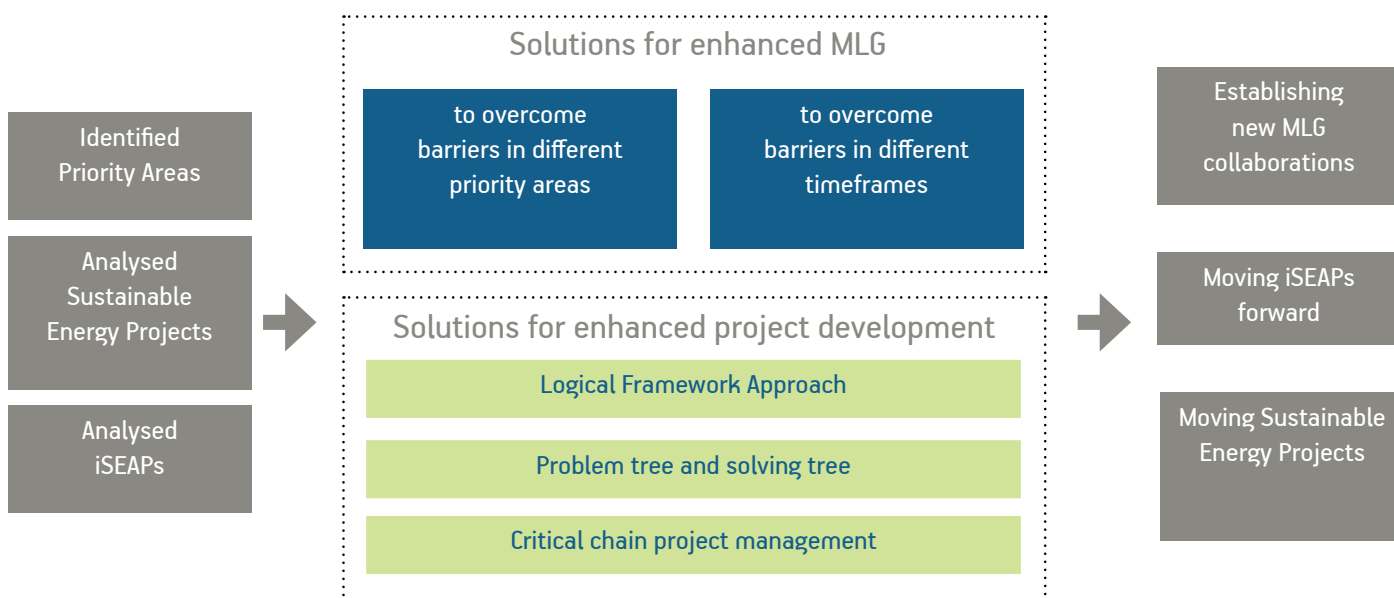 Identified
Priority Areas
Analysed
Sustainable
Energy Projects
Analysed
iSEAPs
Solutions for enhanced MLG
to overcome
barriers in different
priority areas
to overcome
barriers in different
timeframes
Solutions for enhanced project development
Logical Framework Approach
Problem tree and solving tree
Critical chain project management
Establishing
new MLG
collaborations
Moving iSEAPs
forward
Moving Sustainable
Energy Projects